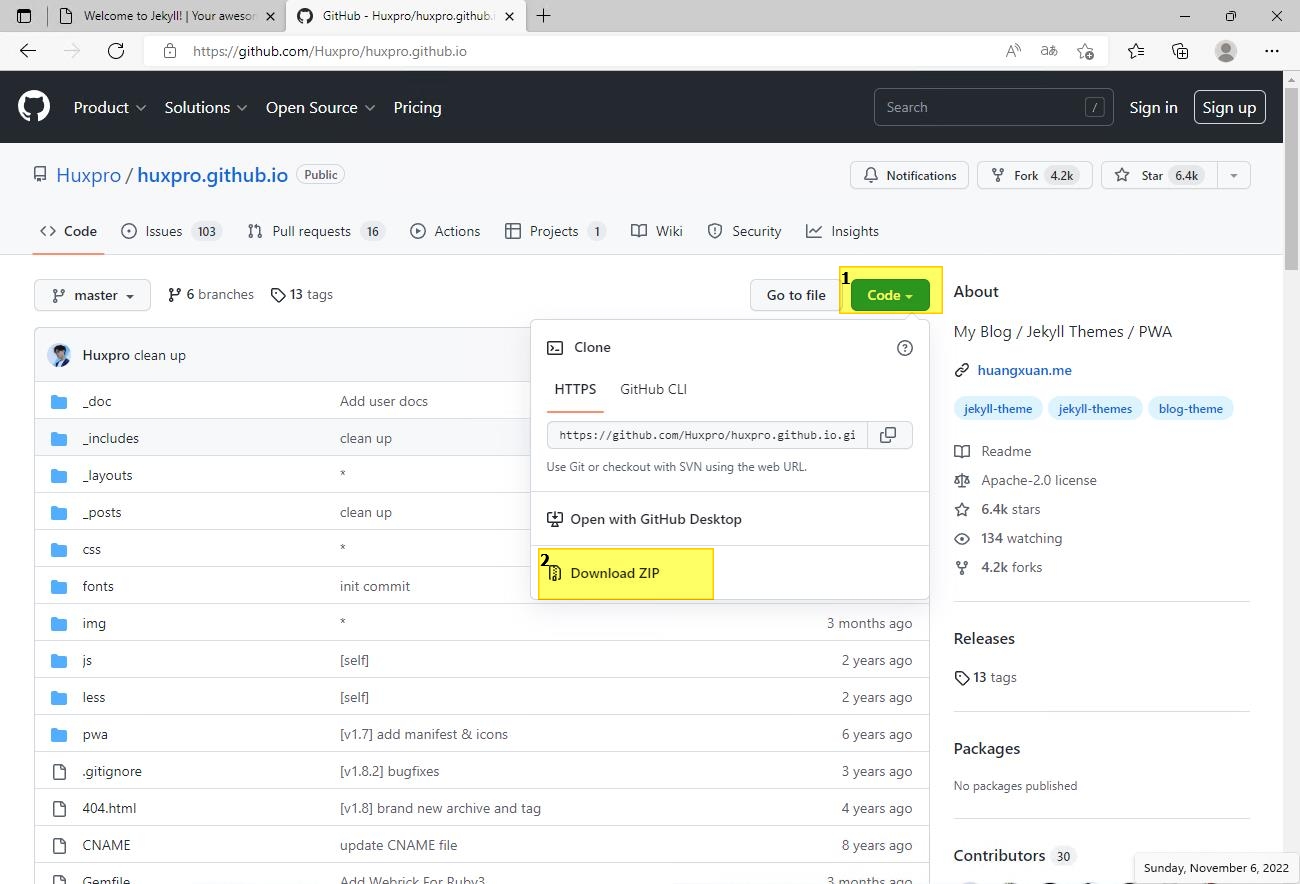 Welcome to Jekyll! | Your aweson
GitHub - Huxpro/huxpro.github.i
https://github.com/Huxpro/huxpro.github.io
Product
Solutions
Open Source
Pricing
Search
/
Sign in
Sign up
Huxpro / huxpro.github.io
Public
Notifications
Fork 4.2k
Star 6.4k
Code
Issues 103
Pull requests 16
Actions
Projects 1
Wiki
Security
Insights
master
6 branches
13 tags
Go to file
1
Code
Clone
HTTPS
GitHub CLI
https://github.com/Huxpro/huxpro.github.io.gi
Use Git or checkout with SVN using the web URL.
Open with GitHub Desktop
2
Download ZIP
Huxpro clean up
_doc Add user docs
_includes clean up
_layouts *
_posts clean up
css *
fonts init commit
img * 3 months ago
js [self] 2 years ago
less [self] 2 years ago
pwa [v1.7] add manifest & icons 6 years ago
.gitignore [v1.8.2] bugfixes 3 years ago
404.html [v1.8] brand new archive and tag 4 years ago
CNAME update CNAME file 8 years ago
Gemfile Add Webrick For Ruby3 3 months ago
About
My Blog / Jekyll Themes / PWA
huangxuan.me
jekyll-theme
jekyll-themes
blog-theme
Readme
Apache-2.0 license
6.4k stars
134 watching
4.2k forks
Releases
13 tags
Packages
No packages published
Contributors 30
Sunday, November 6, 2022